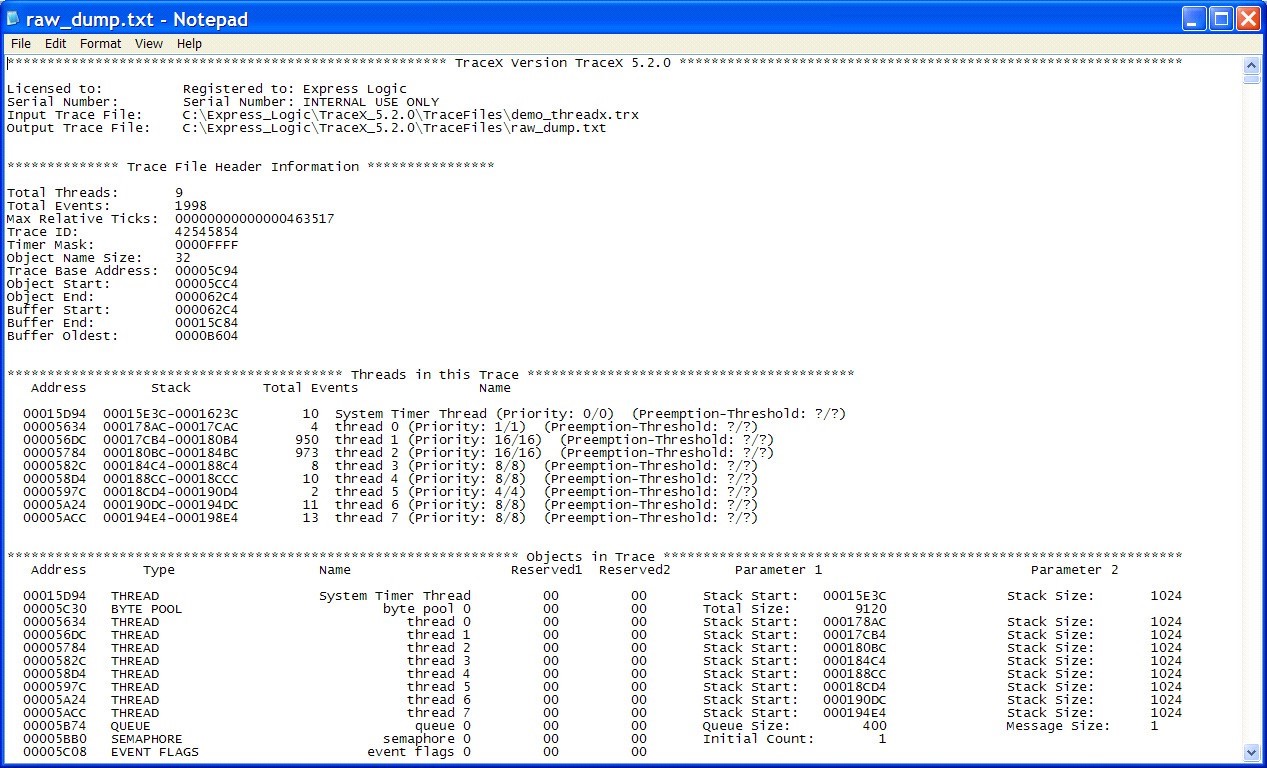 raw_dump.txt - Notepad
File Edit Format View Help
******************************************************* TraceX Version TraceX 5.2.0 ***************************************************************
Licensed to: Registered to: Express Logic
Serial Number: Serial Number: INTERNAL USE ONLY
Input Trace File: C:\Express_Logic\TraceX_5.2.0\TraceFiles\demo_threadx.trx
Output Trace File: C:\Express_Logic\TraceX_5.2.0\TraceFiles\raw_dump.txt
************** Trace File Header Information ****************
Total Threads: 9
Total Events: 1998
Max Relative Ticks: 00000000000000463517
Trace ID: 42545854
Timer Mask: 0000FFFF
Object Name Size: 32
Trace Base Address: 00005C94
Object Start: 00005CC4
Object End: 000062C4
Buffer Start: 000062C4
Buffer End: 00015C84
Buffer Oldest: 0000B604
****************************************** Threads in this Trace *****************************************
Address Stack Total Events Name
00015D94 00015E3C-0001623C 10 System Timer Thread (Priority: 0/0) (Preemption-Threshold: ?/?)
00005634 000178AC-00017CAC 4 thread 0 (Priority: 1/1) (Preemption-Threshold: ?/?)
000056DC 00017CB4-000180B4 950 thread 1 (Priority: 16/16) (Preemption-Threshold: ?/?)
00005784 000180BC-000184BC 973 thread 2 (Priority: 16/16) (Preemption-Threshold: ?/?)
0000582C 000184C4-000188C4 8 thread 3 (Priority: 8/8) (Preemption-Threshold: ?/?)
000058D4 000188CC-00018CCC 10 thread 4 (Priority: 8/8) (Preemption-Threshold: ?/?)
0000597C 00018CD4-000190D4 2 thread 5 (Priority: 4/4) (Preemption-Threshold: ?/?)
00005A24 000190DC-000194DC 11 thread 6 (Priority: 8/8) (Preemption-Threshold: ?/?)
00005ACC 000194E4-000198E4 13 thread 7 (Priority: 8/8) (Preemption-Threshold: ?/?)
**************************************************************** Objects in Trace *****************************************************************
Address Type Name Reserved1 Reserved2 Parameter 1 Parameter 2
00015D94 THREAD System Timer Thread 00 00 Stack Start: 00015E3C Stack Size: 1024
00005C30 BYTE POOL byte pool 0 00 00 Total Size: 9120
00005634 THREAD thread 0 00 00 Stack Start: 000178AC Stack Size: 1024
000056DC THREAD thread 1 00 00 Stack Start: 00017CB4 Stack Size: 1024
00005784 THREAD thread 2 00 00 Stack Start: 000180BC Stack Size: 1024
0000582C THREAD thread 3 00 00 Stack Start: 000184C4 Stack Size: 1024
000058D4 THREAD thread 4 00 00 Stack Start: 000188CC Stack Size: 1024
0000597C THREAD thread 5 00 00 Stack Start: 00018CD4 Stack Size: 1024
00005A24 THREAD thread 6 00 00 Stack Start: 000190DC Stack Size: 1024
00005ACC THREAD thread 7 00 00 Stack Start: 000194E4 Stack Size: 1024
00005B74 QUEUE queue 0 00 00 Queue Size: 400 Message Size: 1
00005BB0 SEMAPHORE semaphore 0 00 00 Initial Count: 1
00005C08 EVENT FLAGS event flags 0 00 00